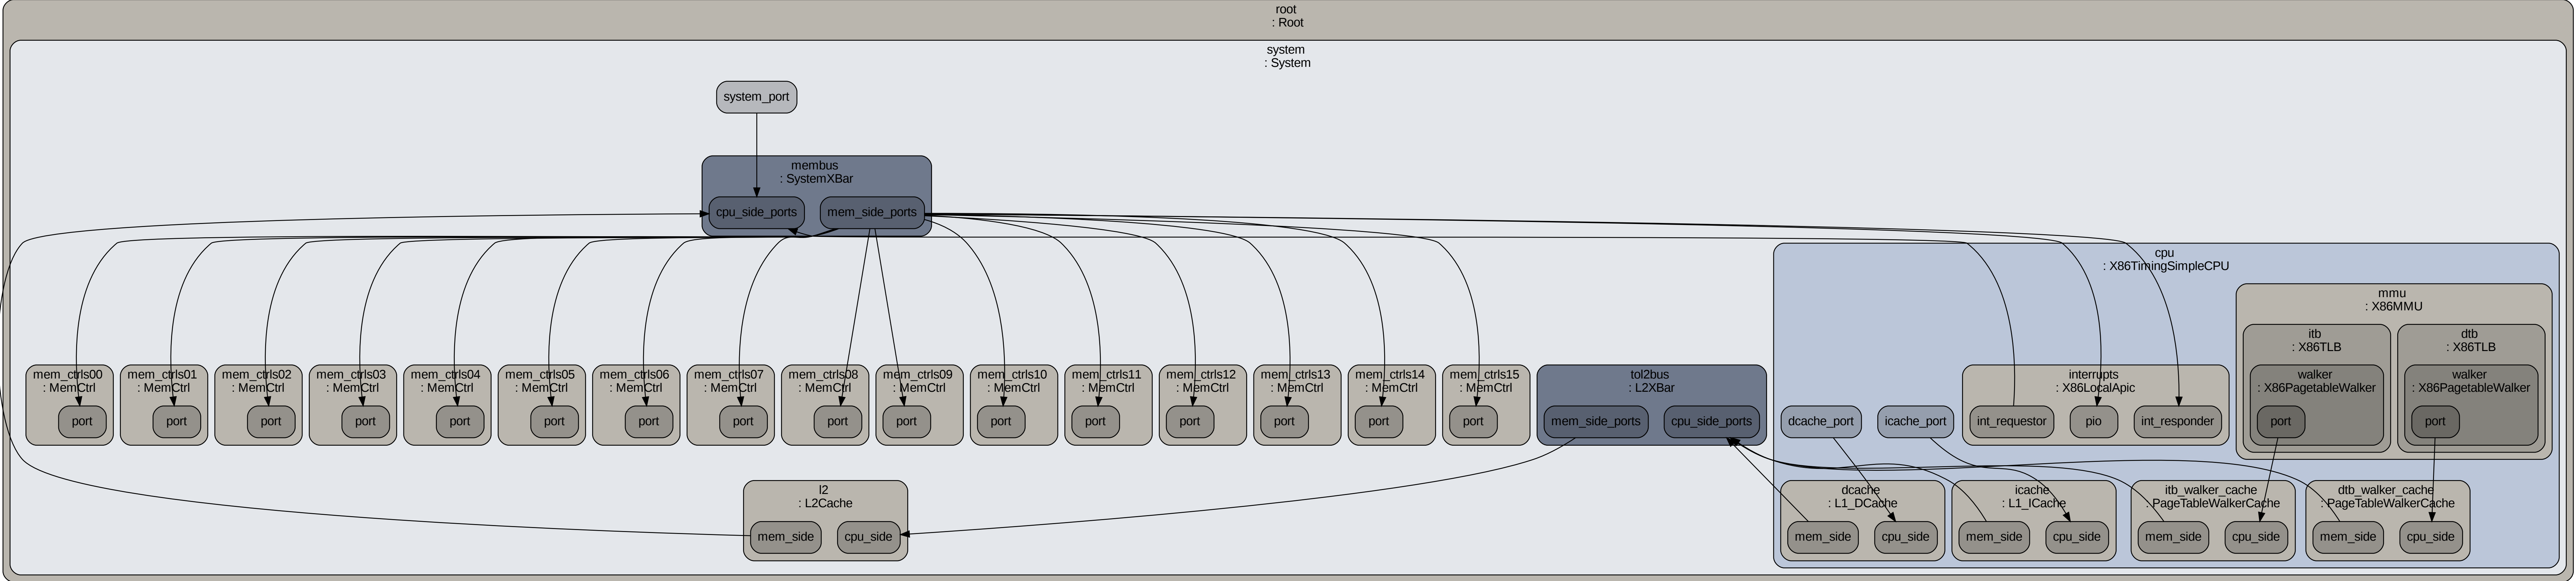 root
: Root
system
: System
system_port
membus
: SystemXBar
cpu_side_ports
mem_side_ports
cpu
: X86TimingSimpleCPU
mmu
: X86MMU
itb
: X86TLB
dtb
: X86TLB
mem_ctrls00
: MemCtrl
port
mem_ctrls01
: MemCtrl
port
mem_ctrls02
: MemCtrl
port
mem_ctrls03
: MemCtrl
port
mem_ctrls04
: MemCtrl
port
mem_ctrls05
: MemCtrl
port
mem_ctrls06
: MemCtrl
port
mem_ctrls07
: MemCtrl
port
mem_ctrls08
: MemCtrl
port
mem_ctrls09
: MemCtrl
port
mem_ctrls10
: MemCtrl
port
mem_ctrls11
: MemCtrl
port
mem_ctrls12
: MemCtrl
port
mem_ctrls13
: MemCtrl
port
mem_ctrls14
: MemCtrl
port
mem_ctrls15
: MemCtrl
port
tol2bus
: L2XBar
mem_side_ports
cpu_side_ports
dcache_port
icache_port
interrupts
: X86LocalApic
int_requestor
pio
int_responder
walker
: X86PagetableWalker
port
walker
: X86PagetableWalker
port
l2
: L2Cache
mem_side
cpu_side
dcache
: L1_DCache
mem_side
cpu_side
icache
: L1_ICache
mem_side
cpu_side
itb_walker_cache
: PageTableWalkerCache
mem_side
cpu_side
dtb_walker_cache
: PageTableWalkerCache
mem_side
cpu_side